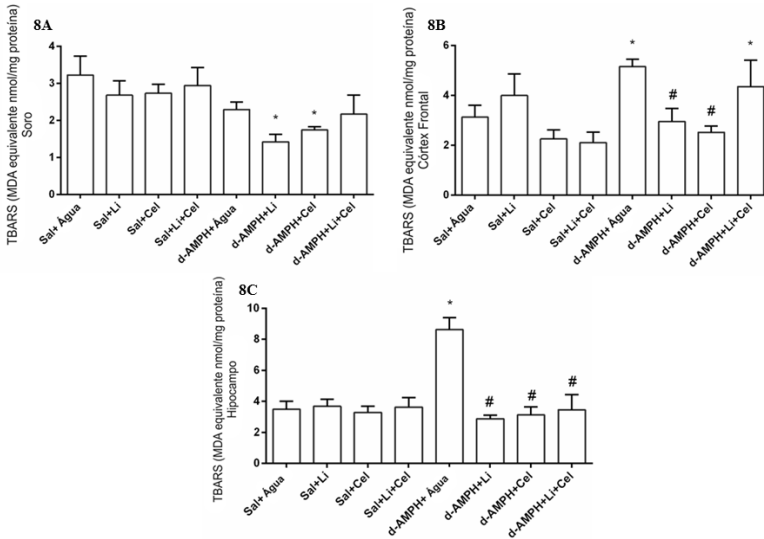 8A
TBARS (MDA equivalente nmol/mg proteína)
Soro
4
3
2
1
0
*
*
Sal+ Água
Sal+Li
Sal+Cel
Sal+Li+Cel
d-AMPH+ Água
d-AMPH+Li
d-AMPH+Cel
d-AMPH+Li+Cel
8B
TBARS (MDA equivalente nmol/mg proteína)
Córtex Frontal
6
4
2
0
*
#
#
*
Sal+ Água
Sal+Li
Sal+Cel
Sal+Li+Cel
d-AMPH+ Água
d-AMPH+Li
d-AMPH+Cel
d-AMPH+Li+Cel
8C
TBARS (MDA equivalente nmol/mg proteína)
Hipocampo
10
8
6
4
2
0
*
#
#
#
Sal+ Água
Sal+Li
Sal+Cel
Sal+Li+Cel
d-AMPH+ Água
d-AMPH+Li
d-AMPH+Cel
d-AMPH+Li+Cel